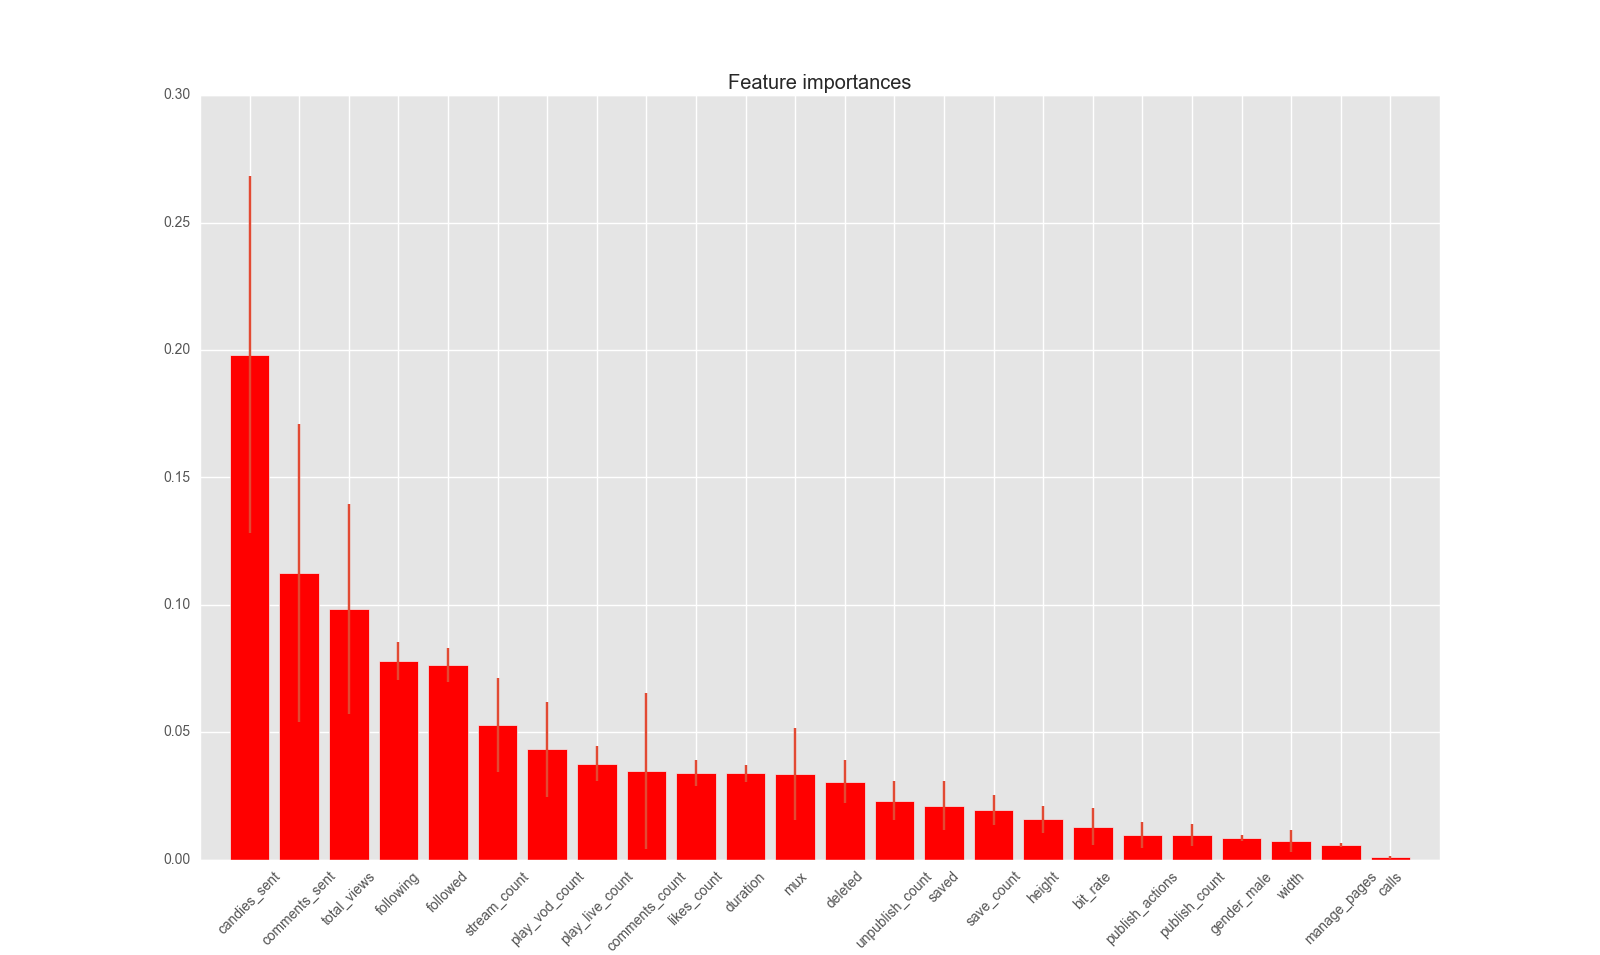 Feature importances
0.30
0.25
0.20
0.15
0.10
0.05
0.00
candies_sent
comments_sent
total_views
following
followed
stream_count
play_vod_count
play_live_count
comments_count
likes_count
duration
mux
deleted
unpublish_count
saved
save_count
height
bit_rate
publish_actions
publish_count
gender_male
width
manage_pages
calls